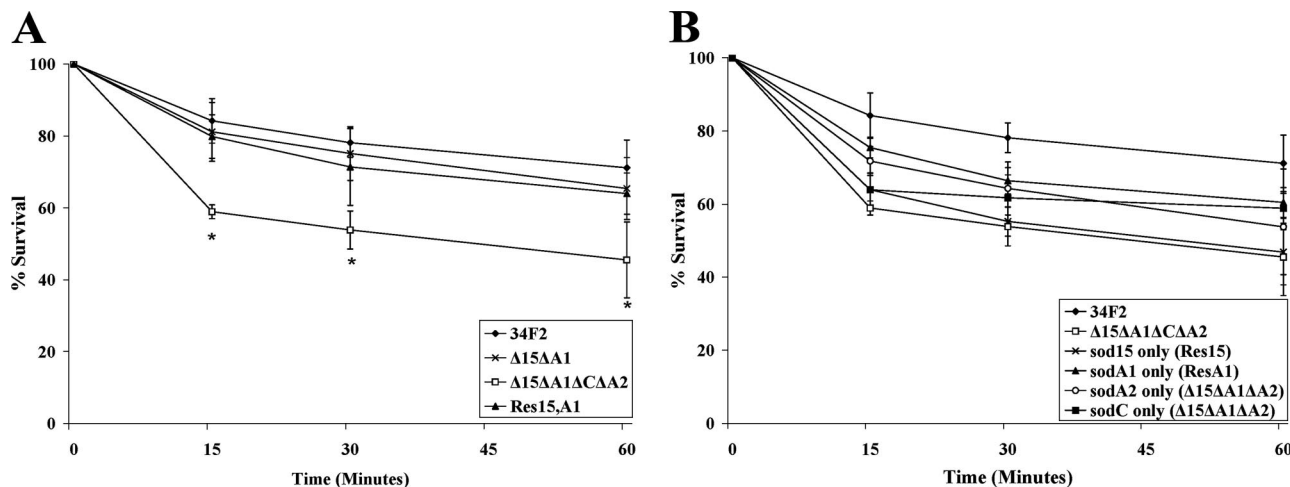 A
100
80
60
40
20
0
% Survival
*
*
*
34F2
Δ15ΔA1
Δ15ΔA1ΔCΔA2
Res15,A1
0
15
30
45
60
Time (Minutes)
B
100
80
60
40
20
0
% Survival
34F2
Δ15ΔA1ΔCΔA2
sod15 only (Res15)
sodA1 only (ResA1)
sodA2 only (Δ15ΔA1ΔA2)
sodC only (Δ15ΔA1ΔA2)
0
15
30
45
60
Time (Minutes)